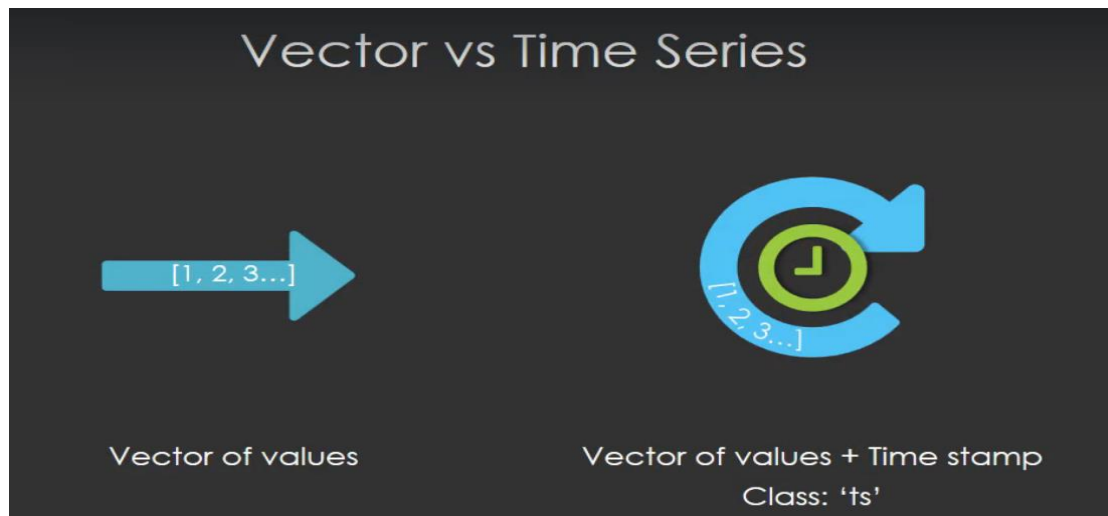 Vector vs Time Series
[1, 2, 3...]
[1, 2, 3...]
Vector of values
Vector of values + Time stamp
Class: ‘ts’